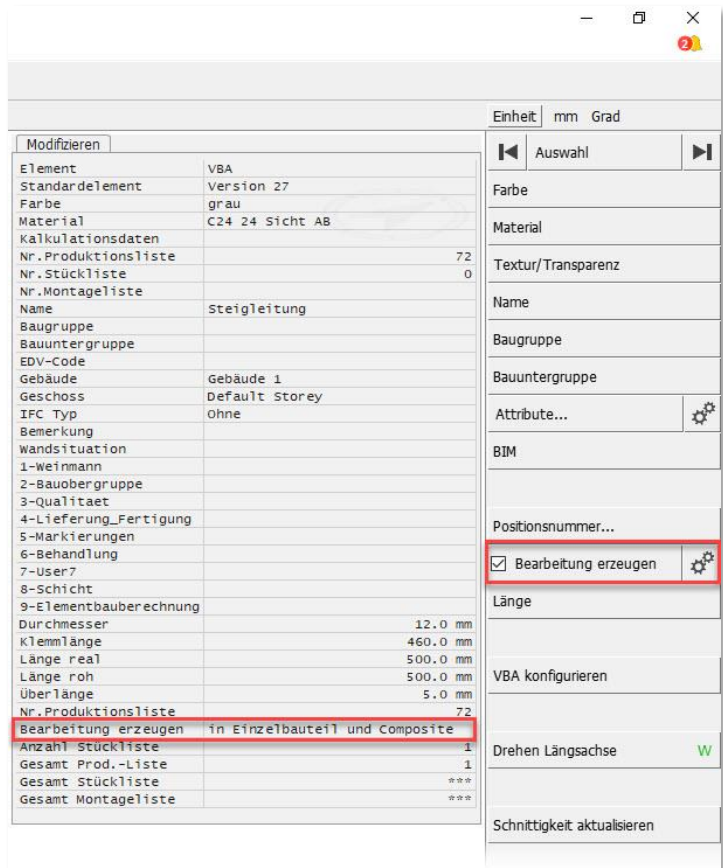 2
Einheit mm Grad
Modifizieren
Element VBA
Standardelement Version 27
Farbe grau
Material C24 24 Sicht AB
Kalkulationsdaten
Nr.Produktionsliste 72
Nr.Stückliste 0
Nr.Montageliste
Name Steigleitung
Baugruppe
Bauuntergruppe
EDV-Code
Gebäude Gebäude 1
Geschoss Default Storey
IFC Typ Ohne
Bemerkung
Wandsituation
1-Weinmann
2-Bauobergruppe
3-Qualitaet
4-Lieferung_Fertigung
5-Markierungen
6-Behandlung
7-User7
8-Schicht
9-Elementbauberechnung
Durchmesser 12.0 mm
Klemmlänge 460.0 mm
Länge real 500.0 mm
Länge roh 500.0 mm
Überlänge 5.0 mm
Nr.Produktionsliste 72
Bearbeitung erzeugen in Einzelbauteil und Composite
Anzahl Stückliste 1
Gesamt Prod.-Liste 1
Gesamt Stückliste ***
Gesamt Montageliste ***
Auswahl
Farbe
Material
Textur/Transparenz
Name
Baugruppe
Bauuntergruppe
Attribute...
BIM
Positionsnummer...
Bearbeitung erzeugen
Länge
VBA konfigurieren
Drehen Längsachse W
Schnittigkeit aktualisieren